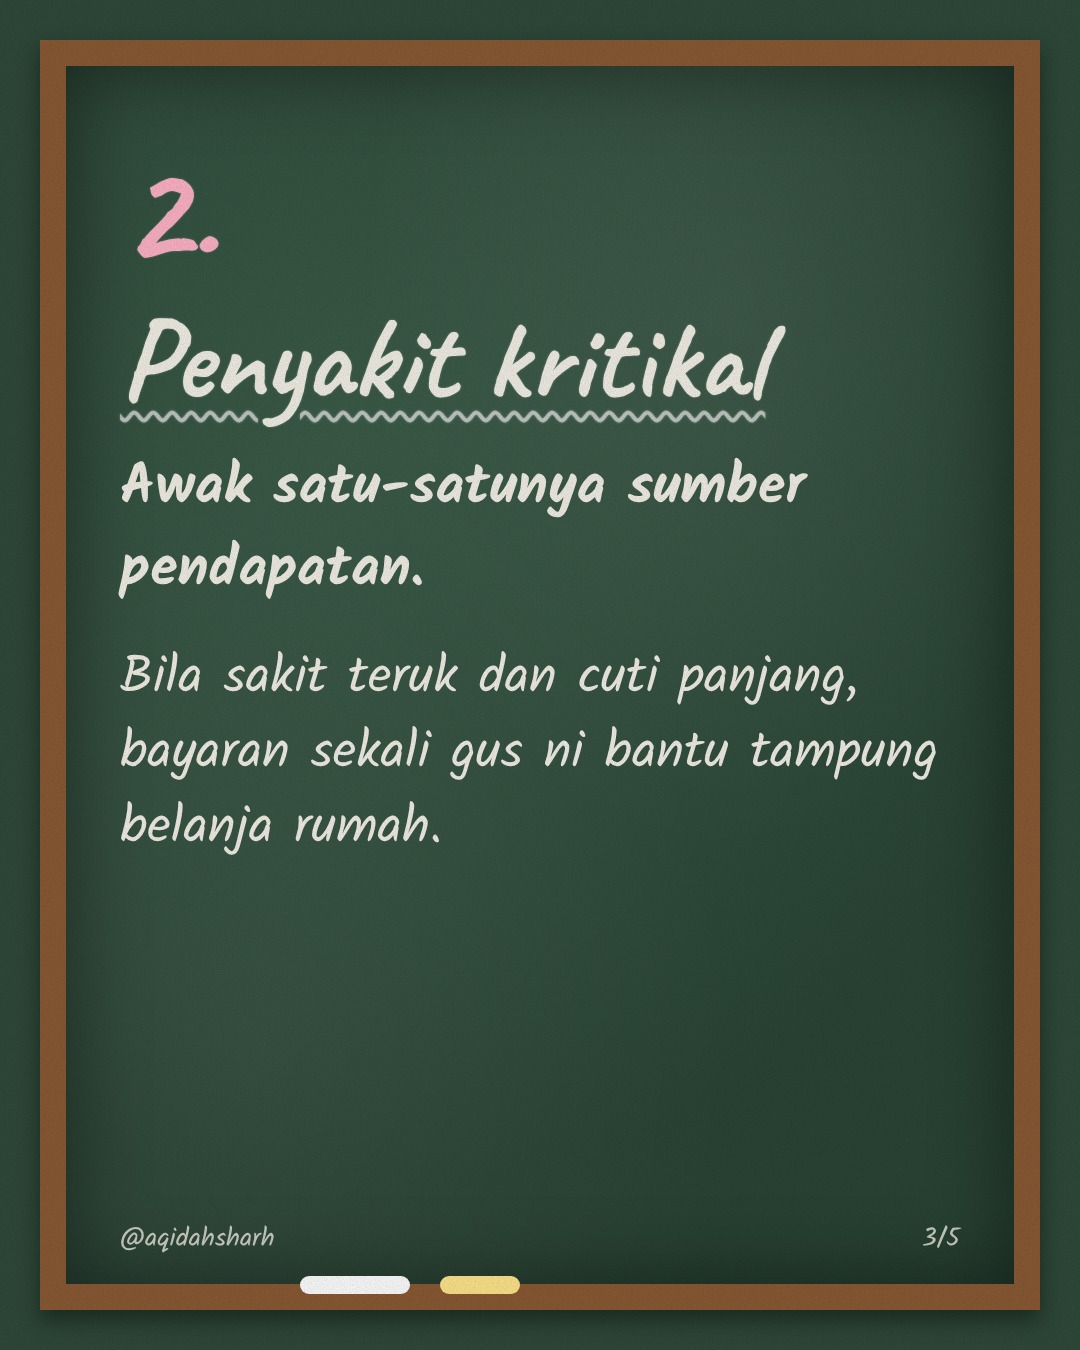 2.
Penyakit kritikal
Awak satu-satunya sumber
pendapatan.
Bila sakit teruk dan cuti panjang,
bayaran sekali gus ni bantu tampung
belanja rumah.
@aqidahsharh
3/5